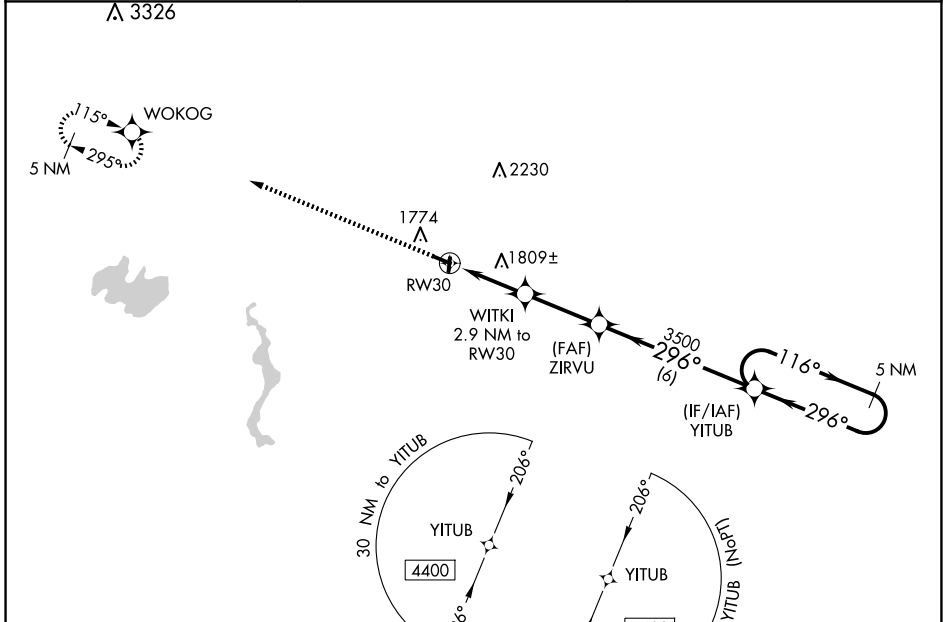 3326
WOKOG
115°
295°
5 NM
2230
1774
1809±
RW30
WITKI
2.9 NM to
RW30
(FAF)
ZIRVU
3500
296°
(6)
116°
5 NM
296°
(IF/IAF)
YITUB
30 NM to YITUB
206°
YITUB
4400
206°
YITUB
YITUB (NoPT)